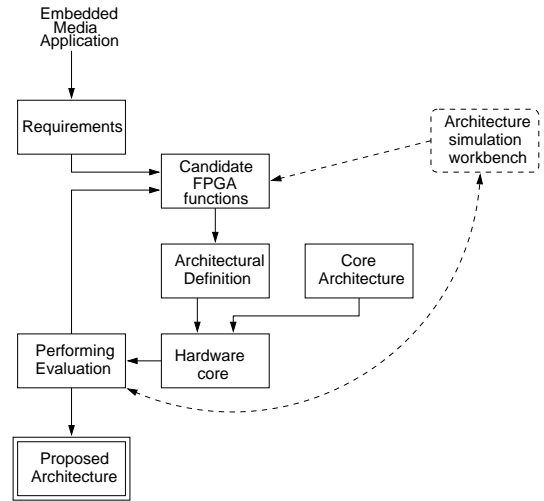 Embedded
Media
Application
Requirements
Architecture
simulation
workbench
Candidate
FPGA
functions
Architectural
Definition
Core
Architecture
Performing
Evaluation
Hardware
core
Proposed
Architecture